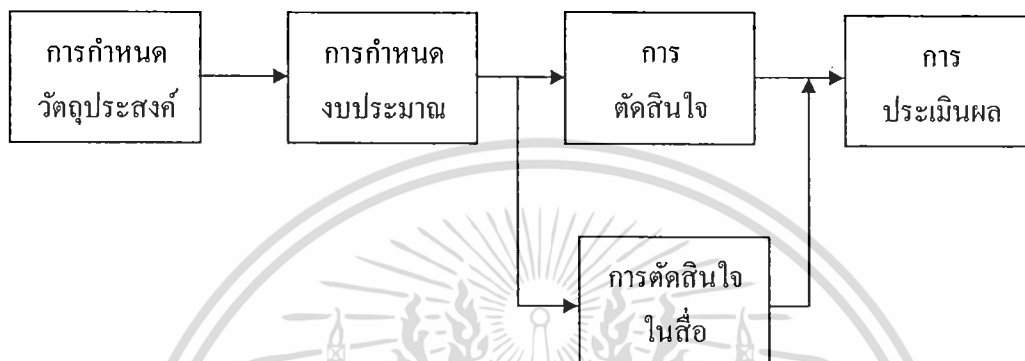 การกำหนด
วัตถุประสงค์
การกำหนด
งบประมาณ
การ
ตัดสินใจ
การ
ประเมินผล
การตัดสินใจ
ในสื่อ